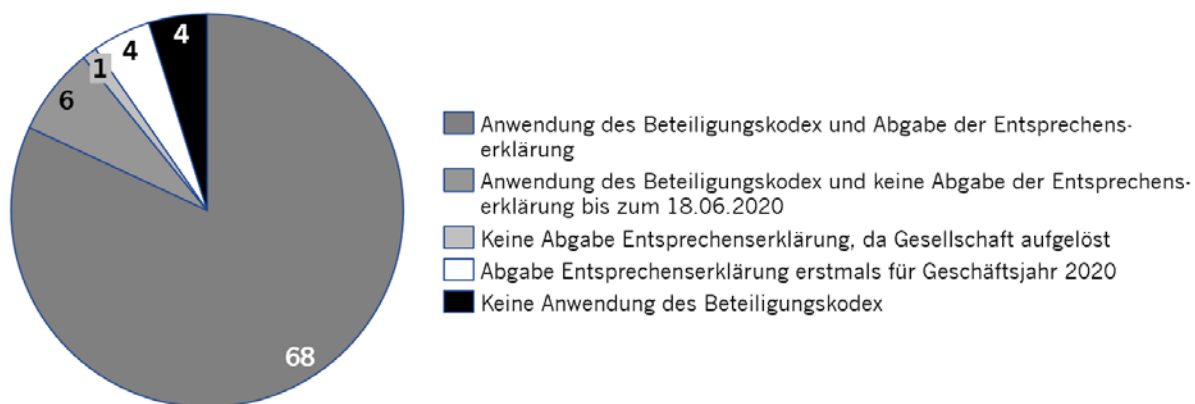 4
4
1
6
68
Anwendung des Beteiligungskodex und Abgabe der Entsprechens-
erklärung
Anwendung des Beteiligungskodex und keine Abgabe der Entsprechens-
erklärung bis zum 18.06.2020
Keine Abgabe Entsprechenserklärung, da Gesellschaft aufgelöst
Abgabe Entsprechenserklärung erstmals für Geschäftsjahr 2020
Keine Anwendung des Beteiligungskodex